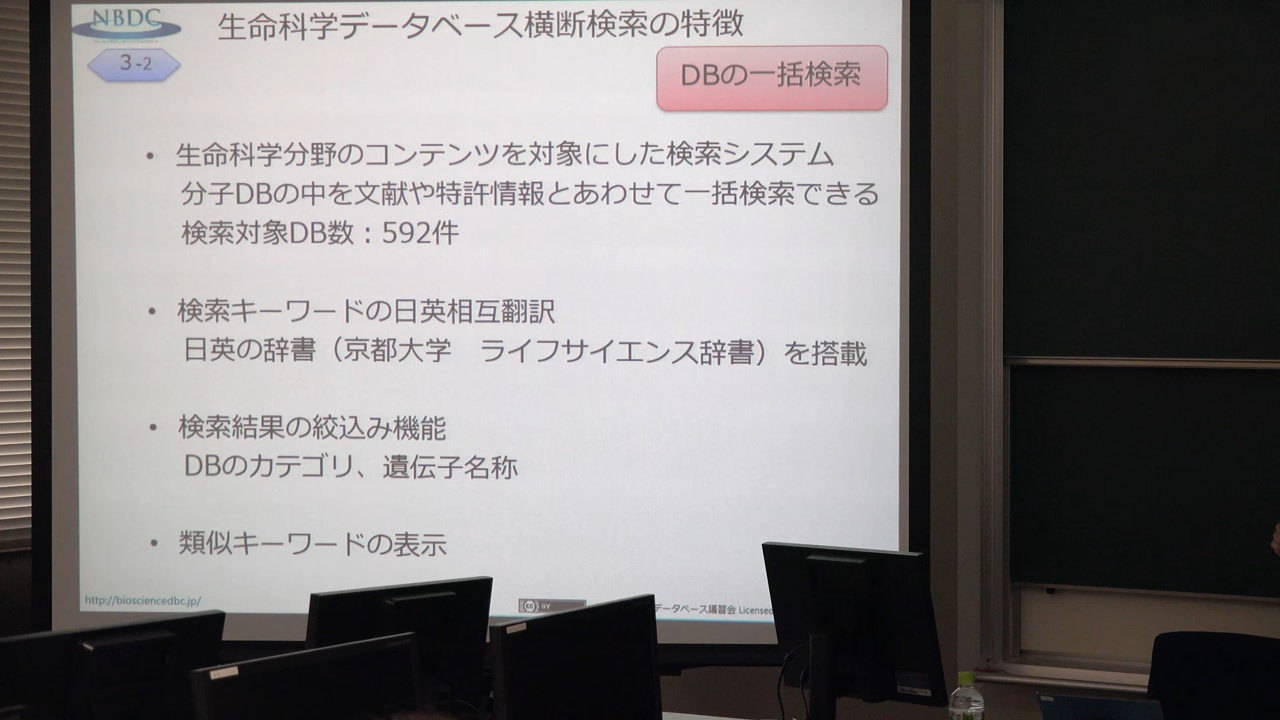 NBDC
生命科学データベース横断検索の特徴
3-2
DBの一括検索
• 生命科学分野のコンテンツを対象にした検索システム
分子DBの中を文献や特許情報とあわせて一括検索できる
検索対象DB数：592件
• 検索キーワードの日英相互翻訳
日英の辞書（京都大学　ライフサイエンス辞書）を搭載
• 検索結果の絞込み機能
DBのカテゴリ、遺伝子名称
• 類似キーワードの表示
http://biosciencedbc.jp/
cc BY
データベース講習会 Licensed